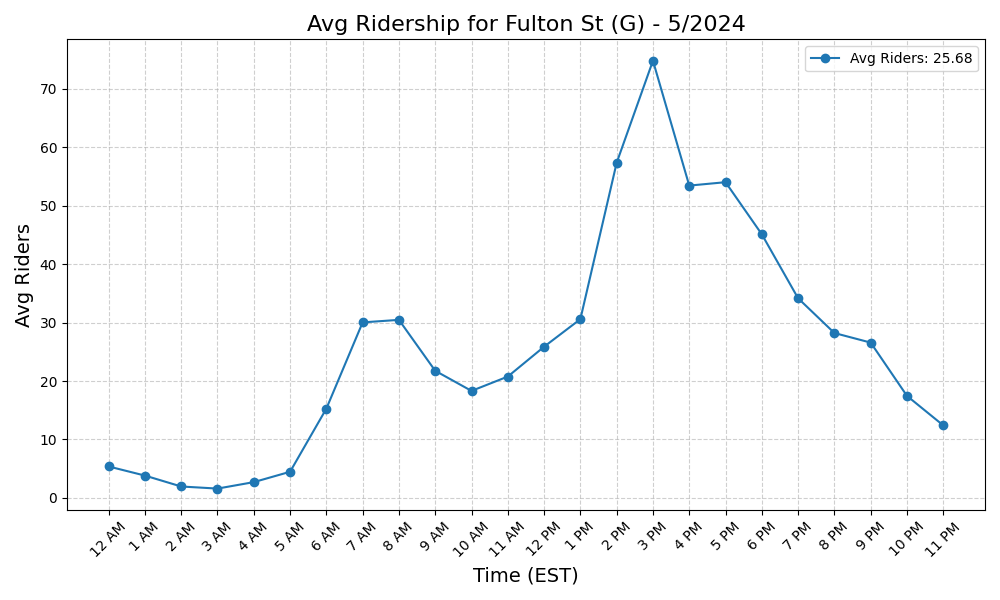 Avg Ridership for Fulton St (G) - 5/2024
Avg Riders: 25.68
Avg Riders
70
60
50
40
30
20
10
0
12 AM
1 AM
2 AM
3 AM
4 AM
5 AM
6 AM
7 AM
8 AM
9 AM
10 AM
11 AM
12 PM
1 PM
2 PM
3 PM
4 PM
5 PM
6 PM
7 PM
8 PM
9 PM
10 PM
11 PM
Time (EST)